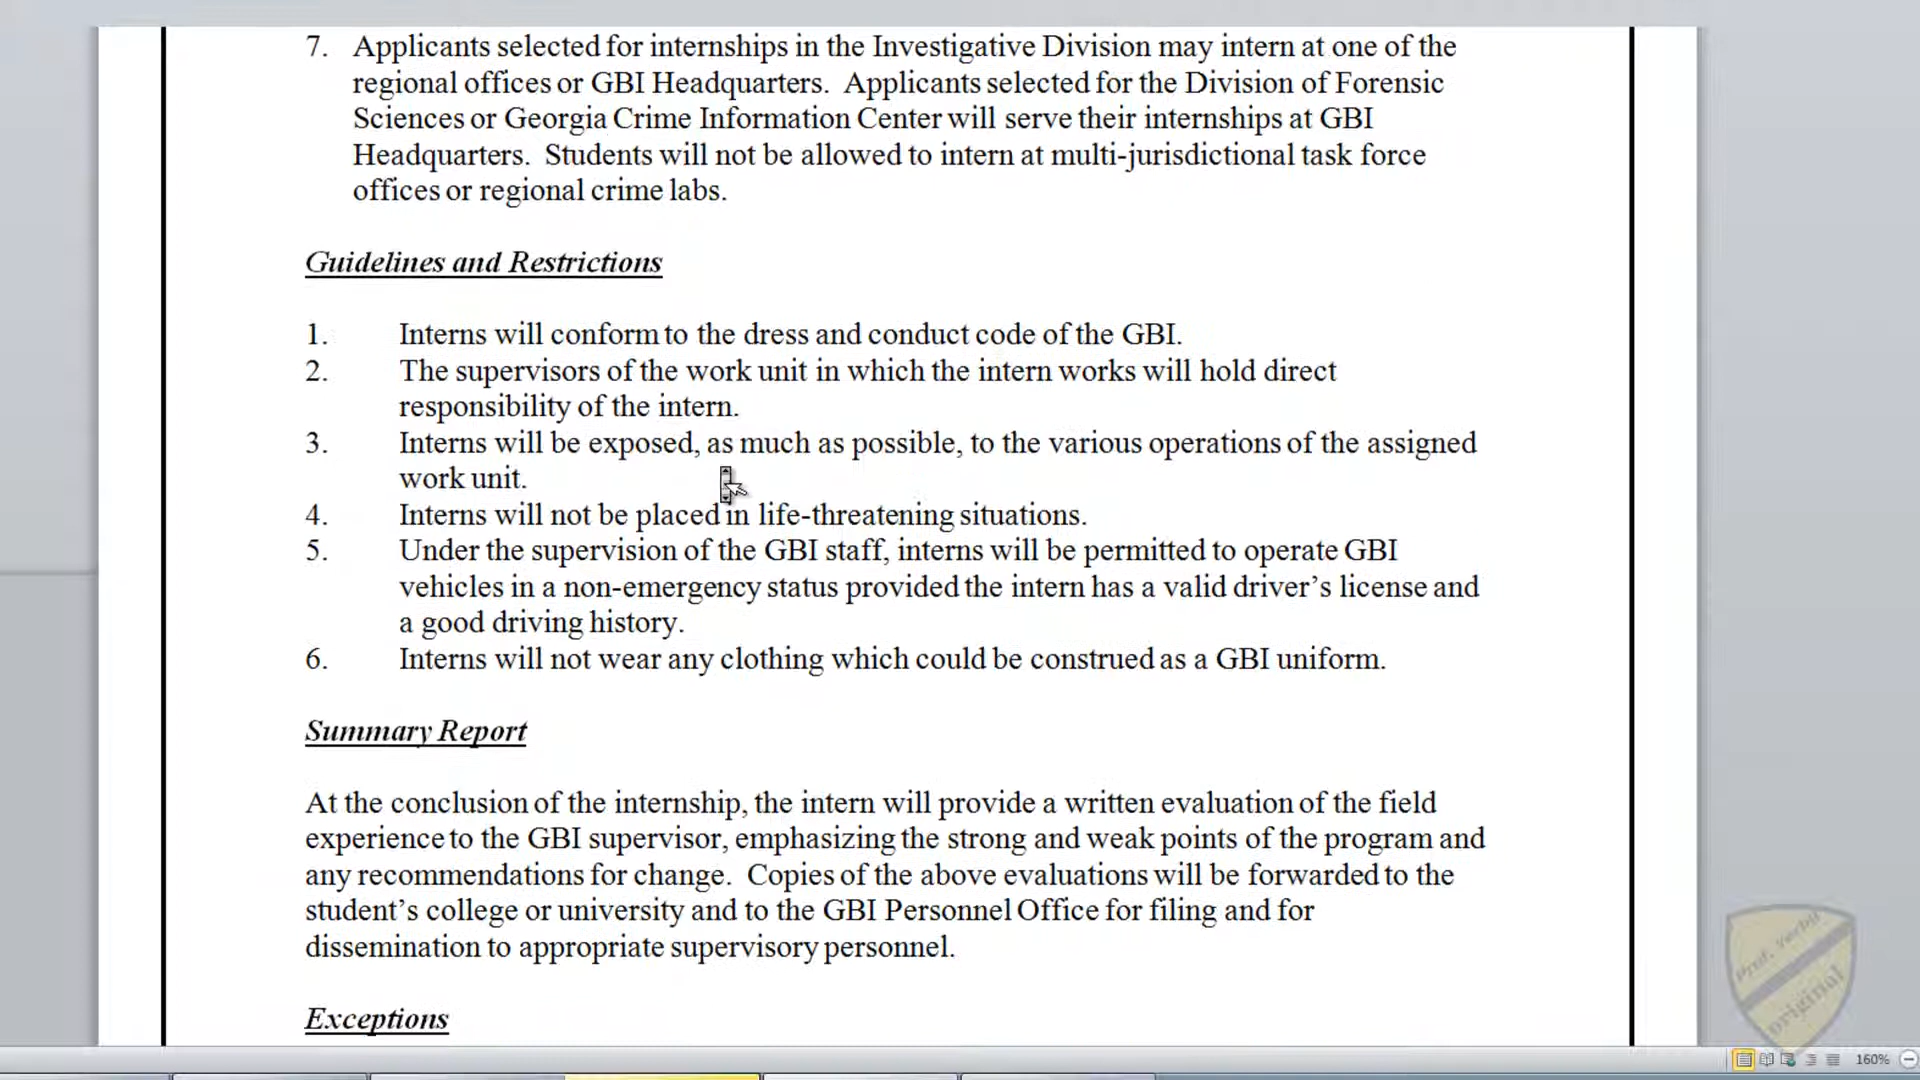 7. Applicants selected for internships in the Investigative Division may intern at one of the
regional offices or GBI Headquarters.  Applicants selected for the Division of Forensic
Sciences or Georgia Crime Information Center will serve their internships at GBI
Headquarters.  Students will not be allowed to intern at multi-jurisdictional task force
offices or regional crime labs.
Guidelines and Restrictions
1. Interns will conform to the dress and conduct code of the GBI.
2. The supervisors of the work unit in which the intern works will hold direct
responsibility of the intern.
3. Interns will be exposed, as much as possible, to the various operations of the assigned
work unit.
4. Interns will not be placed in life-threatening situations.
5. Under the supervision of the GBI staff, interns will be permitted to operate GBI
vehicles in a non-emergency status provided the intern has a valid driver’s license and
a good driving history.
6. Interns will not wear any clothing which could be construed as a GBI uniform.
Summary Report
At the conclusion of the internship, the intern will provide a written evaluation of the field
experience to the GBI supervisor, emphasizing the strong and weak points of the program and
any recommendations for change.  Copies of the above evaluations will be forwarded to the
student’s college or university and to the GBI Personnel Office for filing and for
dissemination to appropriate supervisory personnel.
Exceptions
Prof.
original
160%